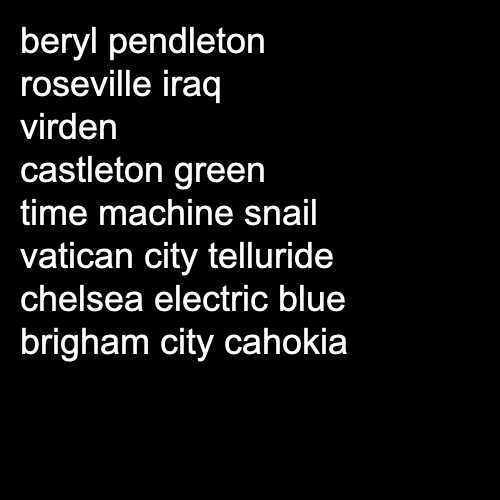 beryl pendleton
roseville iraq
virden
castleton green
time machine snail
vatican city telluride
chelsea electric blue
brigham city cahokia